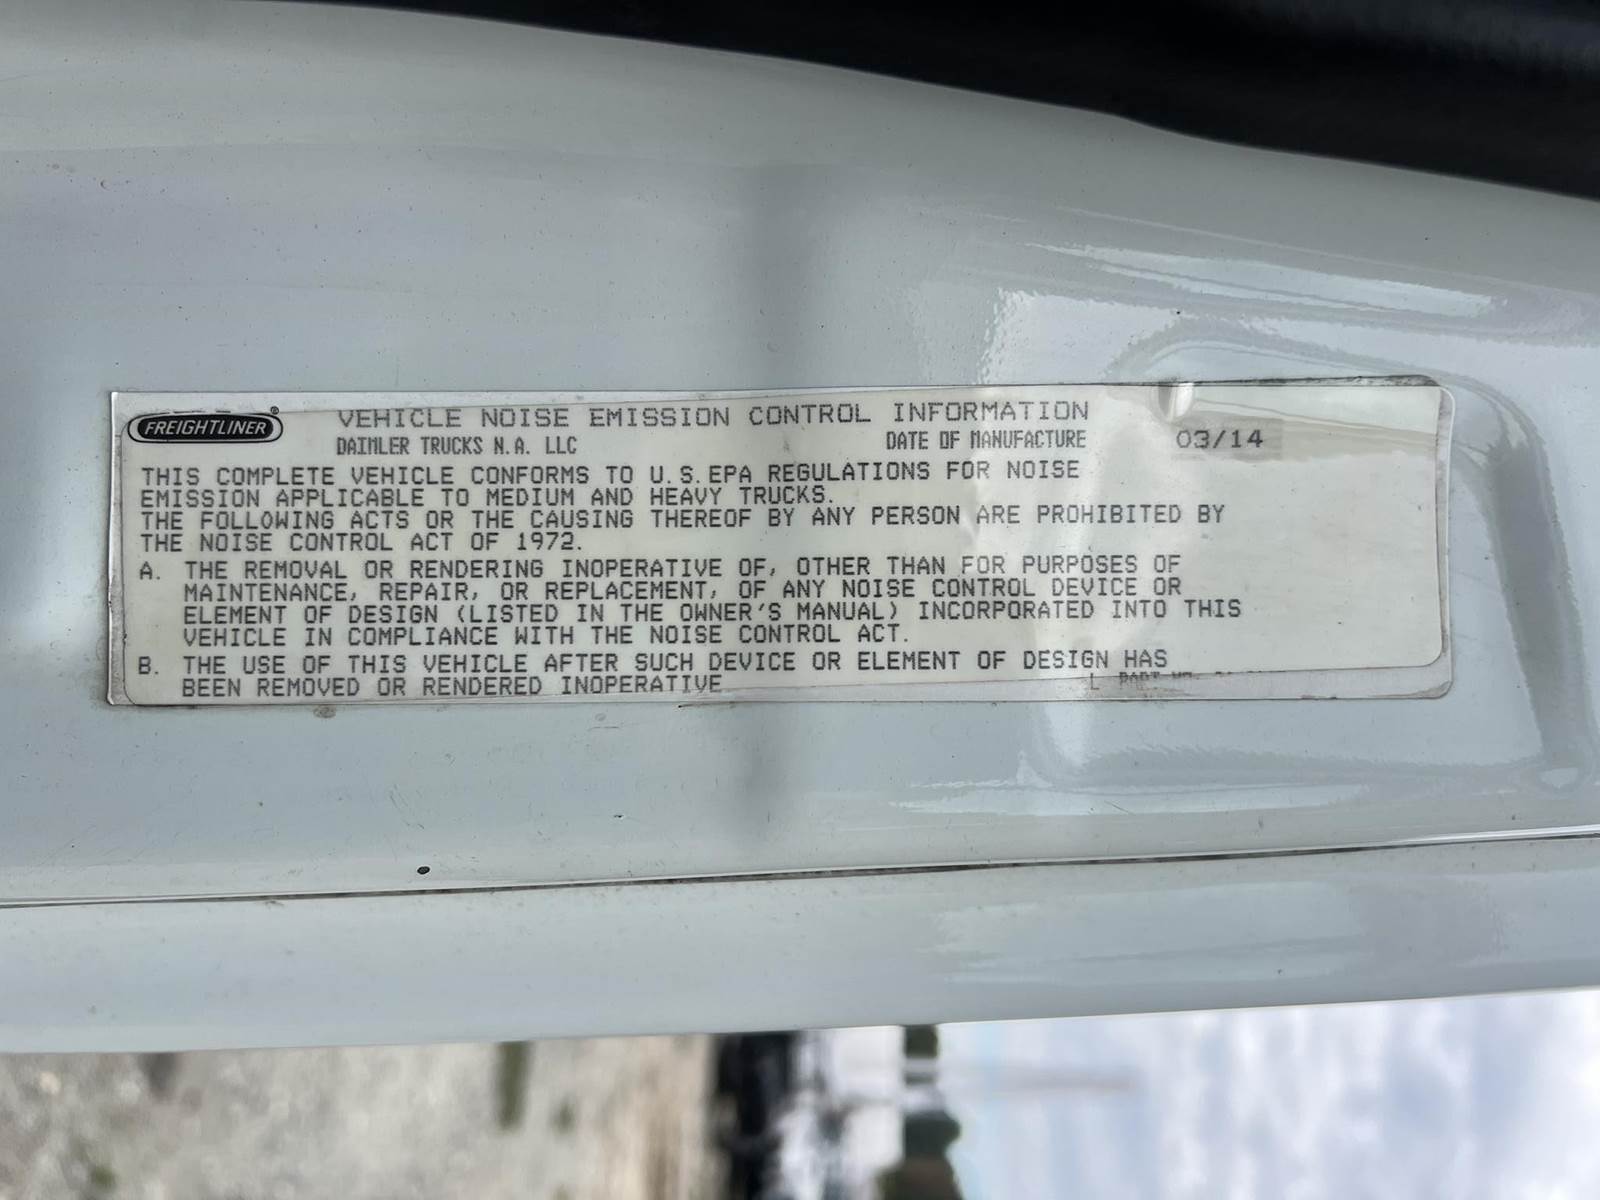 FREIGHTLINER®
VEHICLE NOISE EMISSION CONTROL INFORMATION
DAIMLER TRUCKS N.A. LLC DATE OF MANUFACTURE 03/14
THIS COMPLETE VEHICLE CONFORMS TO U.S.EPA REGULATIONS FOR NOISE
EMISSION APPLICABLE TO MEDIUM AND HEAVY TRUCKS.
THE FOLLOWING ACTS OR THE CAUSING THEREOF BY ANY PERSON ARE PROHIBITED BY
THE NOISE CONTROL ACT OF 1972.
A. THE REMOVAL OR RENDERING INOPERATIVE OF, OTHER THAN FOR PURPOSES OF
MAINTENANCE, REPAIR, OR REPLACEMENT, OF ANY NOISE CONTROL DEVICE OR
ELEMENT OF DESIGN (LISTED IN THE OWNER'S MANUAL) INCORPORATED INTO THIS
VEHICLE IN COMPLIANCE WITH THE NOISE CONTROL ACT.
B. THE USE OF THIS VEHICLE AFTER SUCH DEVICE OR ELEMENT OF DESIGN HAS
BEEN REMOVED OR RENDERED INOPERATIVE